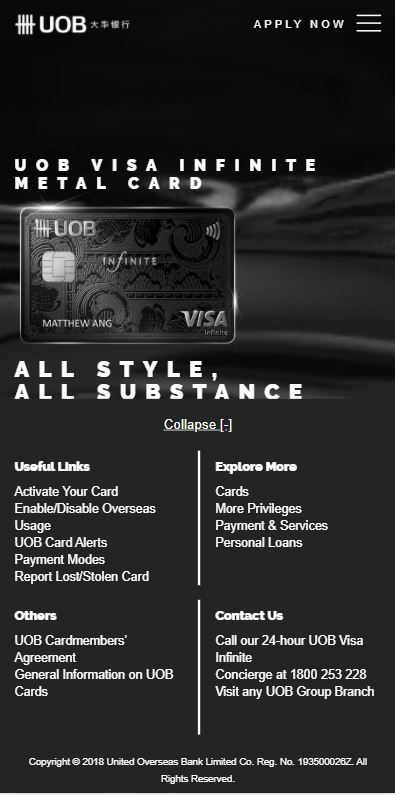 UOB 大华银行
APPLY NOW
UOB VISA INFINITE
METAL CARD
UOB
INFINITE
MATTHEW ANG
VISA
Infinite
ALL STYLE,
ALL SUBSTANCE
Collapse [-]
Useful Links
Activate Your Card
Enable/Disable Overseas
Usage
UOB Card Alerts
Payment Modes
Report Lost/Stolen Card
Explore More
Cards
More Privileges
Payment & Services
Personal Loans
Others
UOB Cardmembers'
Agreement
General Information on UOB
Cards
Contact Us
Call our 24-hour UOB Visa
Infinite
Concierge at 1800 253 228
Visit any UOB Group Branch
Copyright © 2018 United Overseas Bank Limited Co. Reg. No. 193500026Z. All
Rights Reserved.